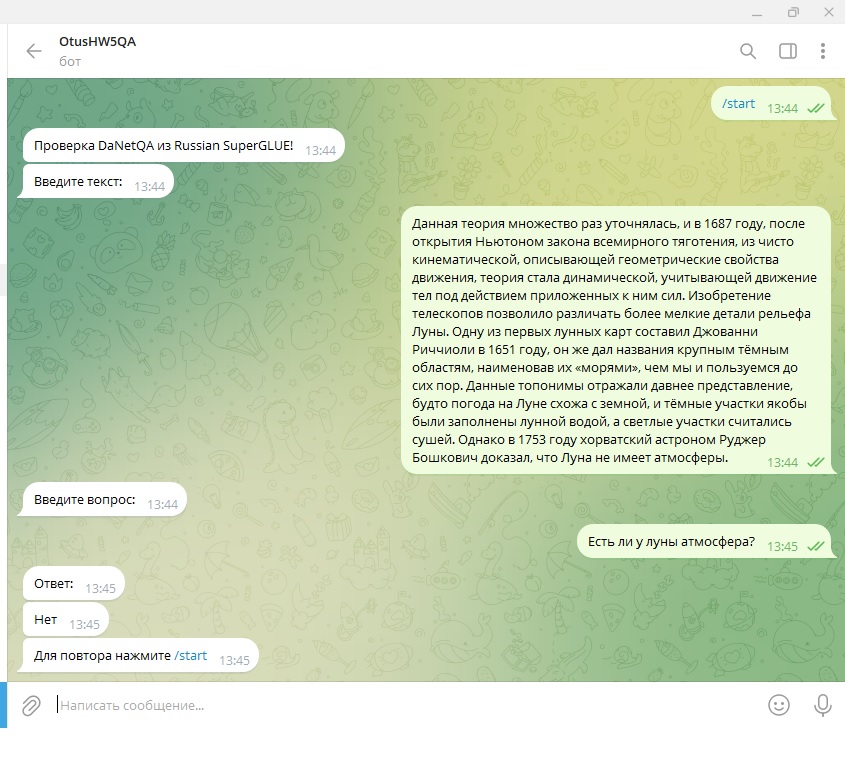 OtusHW5QA
бот
/start 13:44
Проверка DaNetQA из Russian SuperGLUE! 13:44
Введите текст: 13:44
Данная теория множество раз уточнялась, и в 1687 году, после
открытия Ньютоном закона всемирного тяготения, из чисто
кинематической, описывающей геометрические свойства
движения, теория стала динамической, учитывающей движение
тел под действием приложенных к ним сил. Изобретение
телескопов позволило различать более мелкие детали рельефа
Луны. Одну из первых лунных карт составил Джованни
Риччиоли в 1651 году, он же дал названия крупным тёмным
областям, наименовав их «морями», чем мы и пользуемся до
сих пор. Данные топонимы отражали давнее представление,
будто погода на Луне схожа с земной, и тёмные участки якобы
были заполнены лунной водой, а светлые участки считались
сушей. Однако в 1753 году хорватский астроном Руджер
Бошкович доказал, что Луна не имеет атмосферы. 13:44
Введите вопрос: 13:44
Есть ли у луны атмосфера? 13:45
Ответ: 13:45
Нет 13:45
Для повтора нажмите /start 13:45
Написать сообщение...